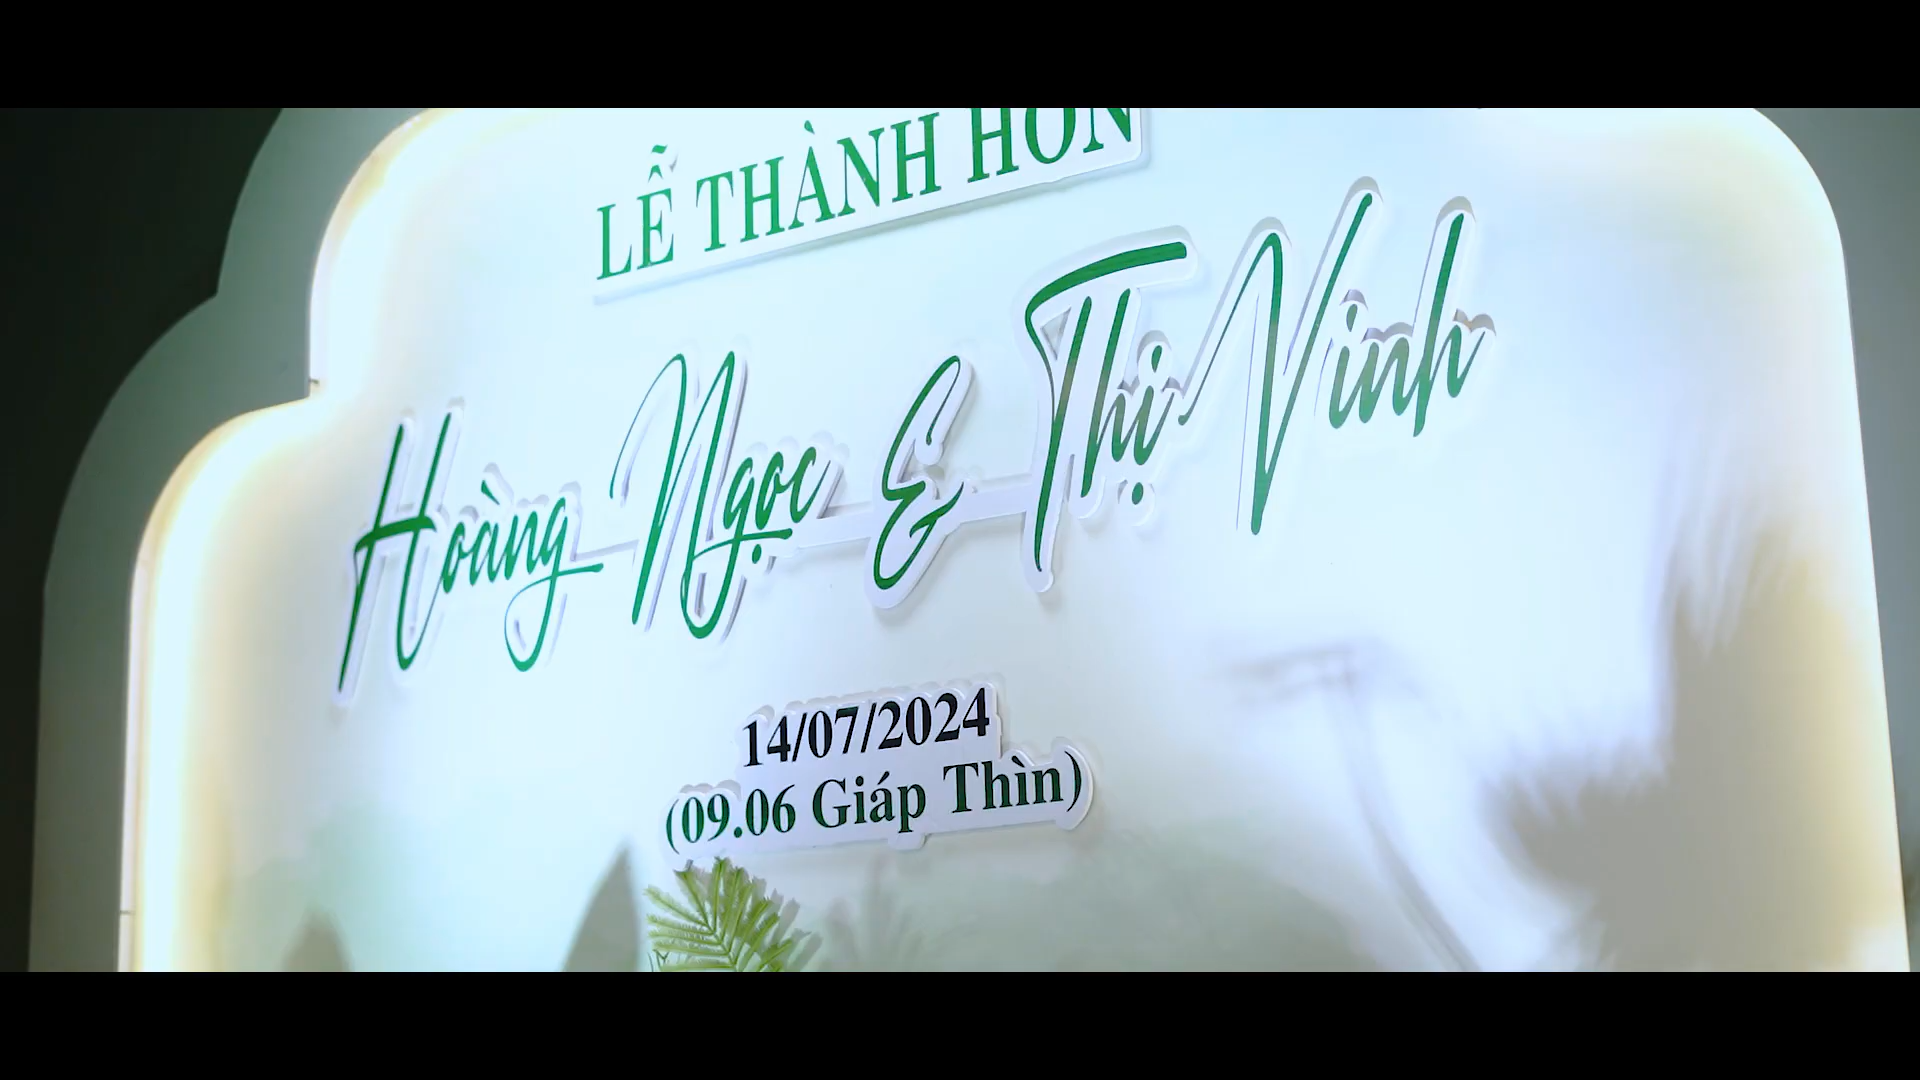 LỄ THÀNH HÔN
Hoàng Ngọc & Thị Vinh
14/07/2024
(09.06 Giáp Thìn)